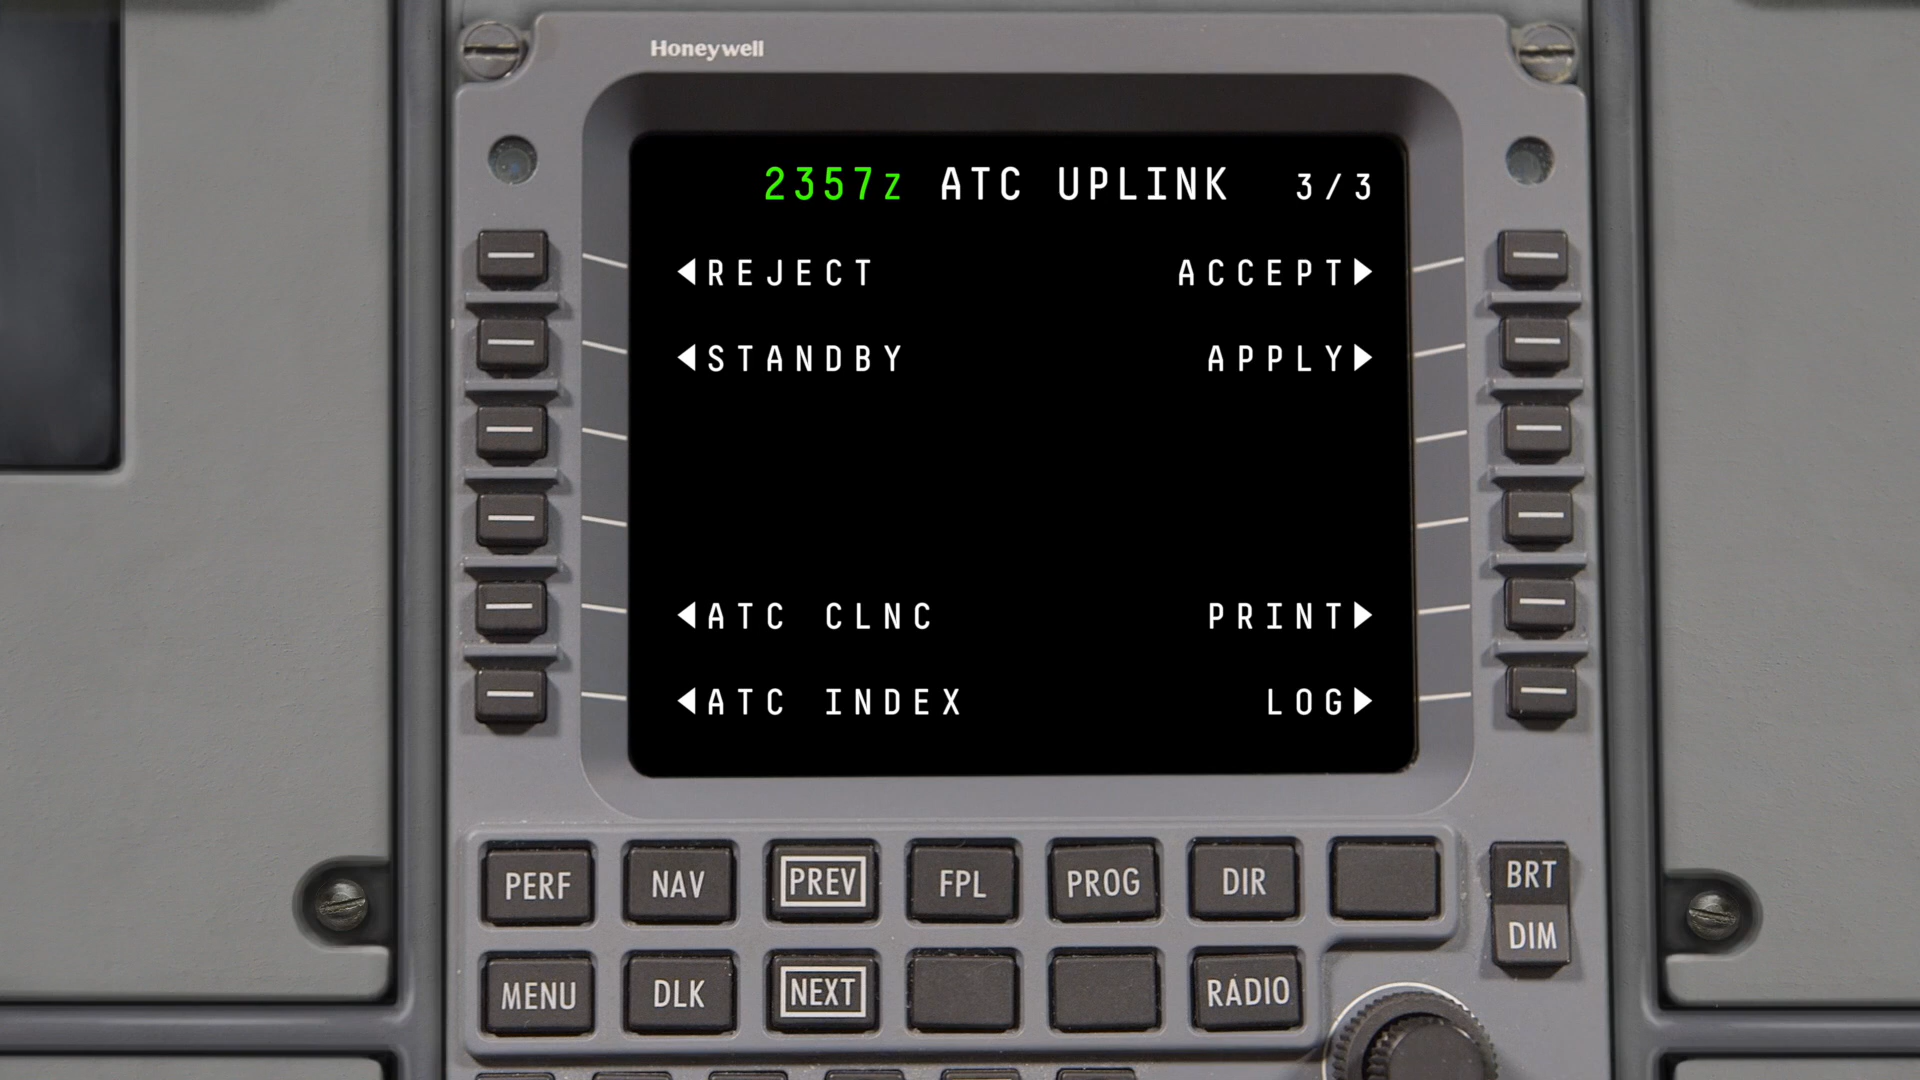 Honeywell
2357z ATC UPLINK 3/3
REJECT ACCEPT
STANDBY APPLY
ATC CLNC PRINT
ATC INDEX LOG
PERF NAV PREV FPL PROG DIR BRT
DIM
MENU DLK NEXT RADIO